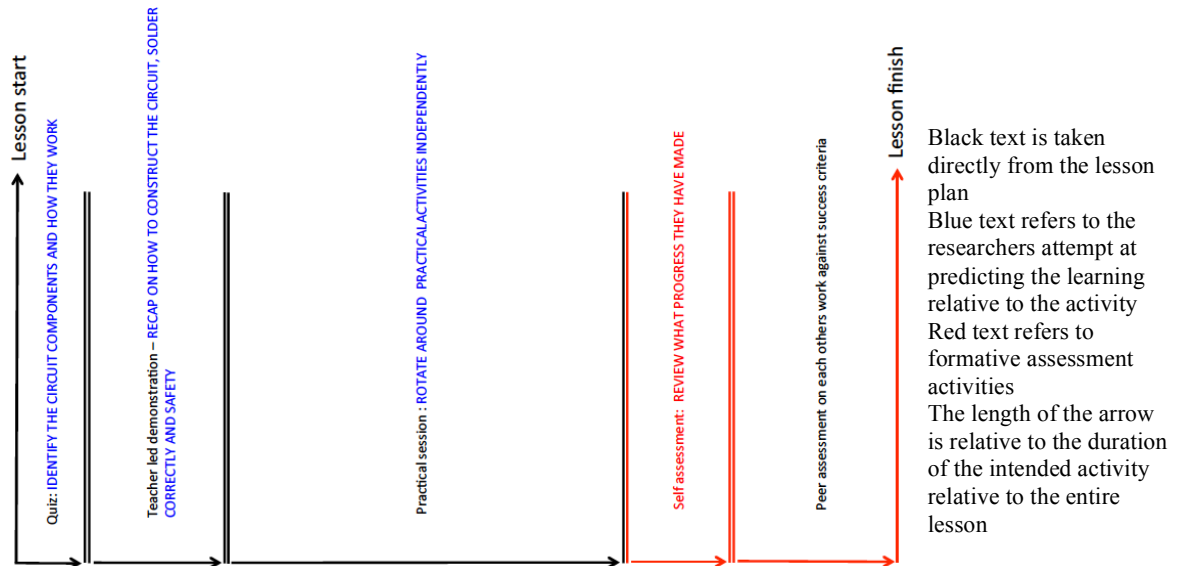 Lesson start
Quiz: IDENTIFY THE CIRCUIT COMPONENTS AND HOW THEY WORK
Teacher led demonstration – RECAP ON HOW TO CONSTRUCT THE CIRCUIT, SOLDER
CORRECTLY AND SAFETY
Practical session : ROTATE AROUND PRACTICALACTIVITIES INDEPENDENTLY
Self assessment: REVIEW WHAT PROGRESS THEY HAVE MADE
Peer assessment on each others work against success criteria
Lesson finish
Black text is taken
directly from the lesson
plan
Blue text refers to the
researchers attempt at
predicting the learning
relative to the activity
Red text refers to
formative assessment
activities
The length of the arrow
is relative to the duration
of the intended activity
relative to the entire
lesson